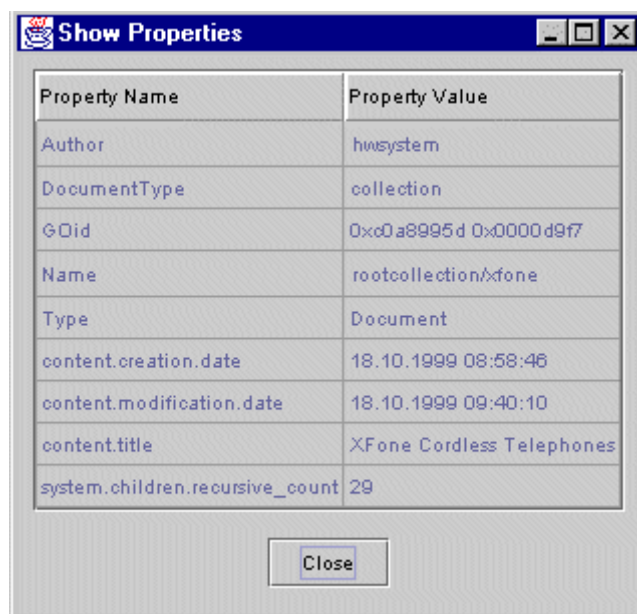 Show Properties
Property Name Property Value
Author hwsystem
DocumentType collection
GOid 0xc0a8995d 0x0000d9f7
Name rootcollection/xfone
Type Document
content.creation.date 18.10.1999 08:58:46
content.modification.date 18.10.1999 09:40:10
content.title XFone Cordless Telephones
system.children.recursive_count 29
Close